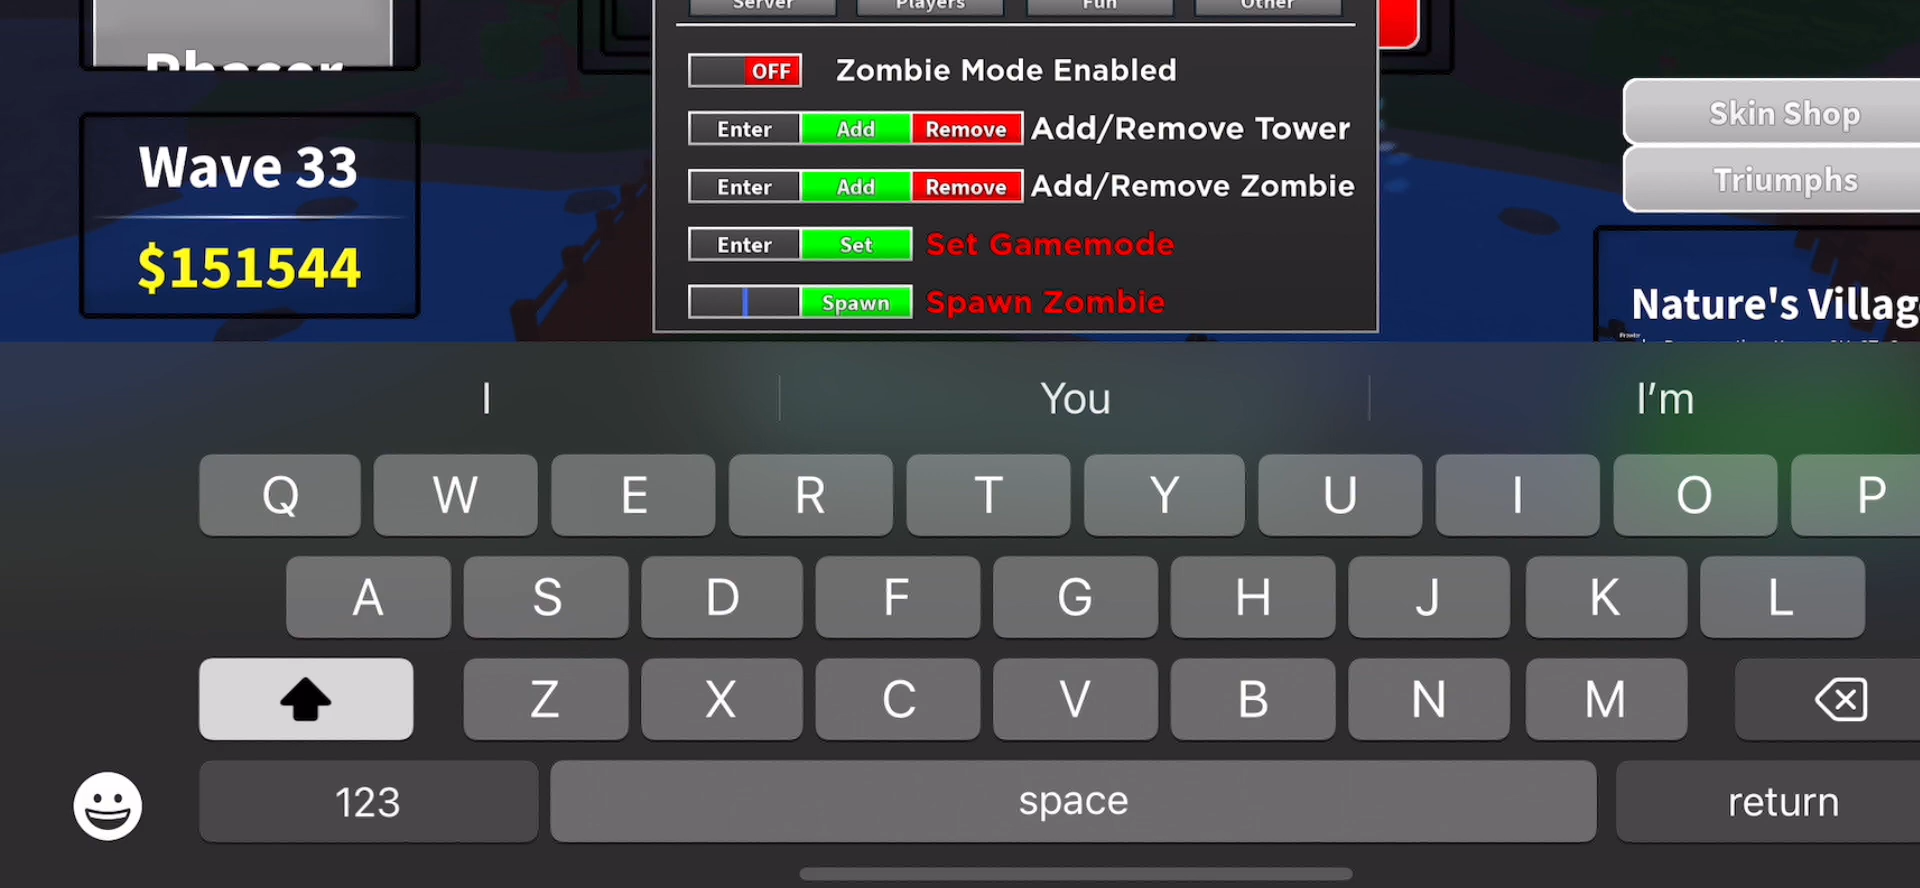 Server Players Fun Other
Phaser
OFF Zombie Mode Enabled
Enter Add Remove Add/Remove Tower
Enter Add Remove Add/Remove Zombie
Enter Set Set Gamemode
Spawn Spawn Zombie
Wave 33
$151544
Skin Shop
Triumphs
Nature's Villag
I You I'm
Q W E R T Y U I O P
A S D F G H J K L
Z X C V B N M
123 space return